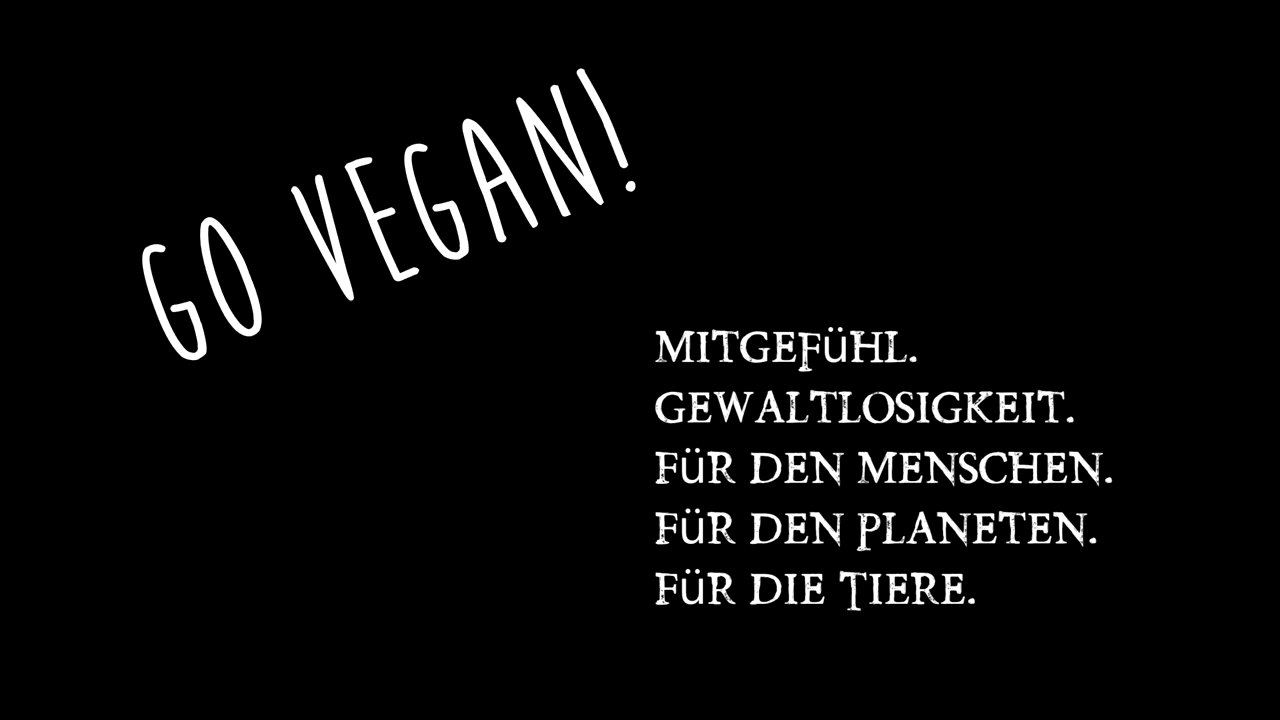 GO VEGAN!
MITGEFÜHL.
GEWALTLOSIGKEIT.
FÜR DEN MENSCHEN.
FÜR DEN PLANETEN.
FÜR DIE TIERE.